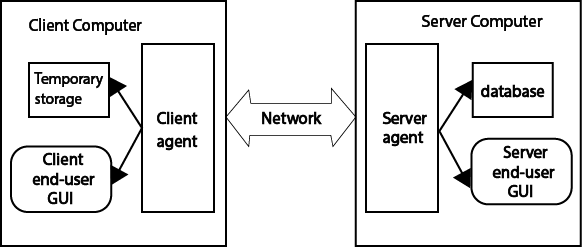 Client Computer
Temporary
storage
Client
agent
Client
end-user
GUI
Network
Server Computer
Server
agent
database
Server
end-user
GUI